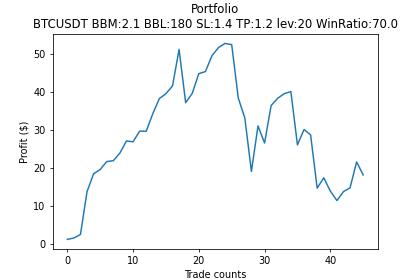 Portfolio
BTCUSDT BBM:2.1 BBL:180 SL:1.4 TP:1.2 lev:20 WinRatio:70.0
50
40
30
20
10
0
Profit ($)
0 10 20 30 40
Trade counts